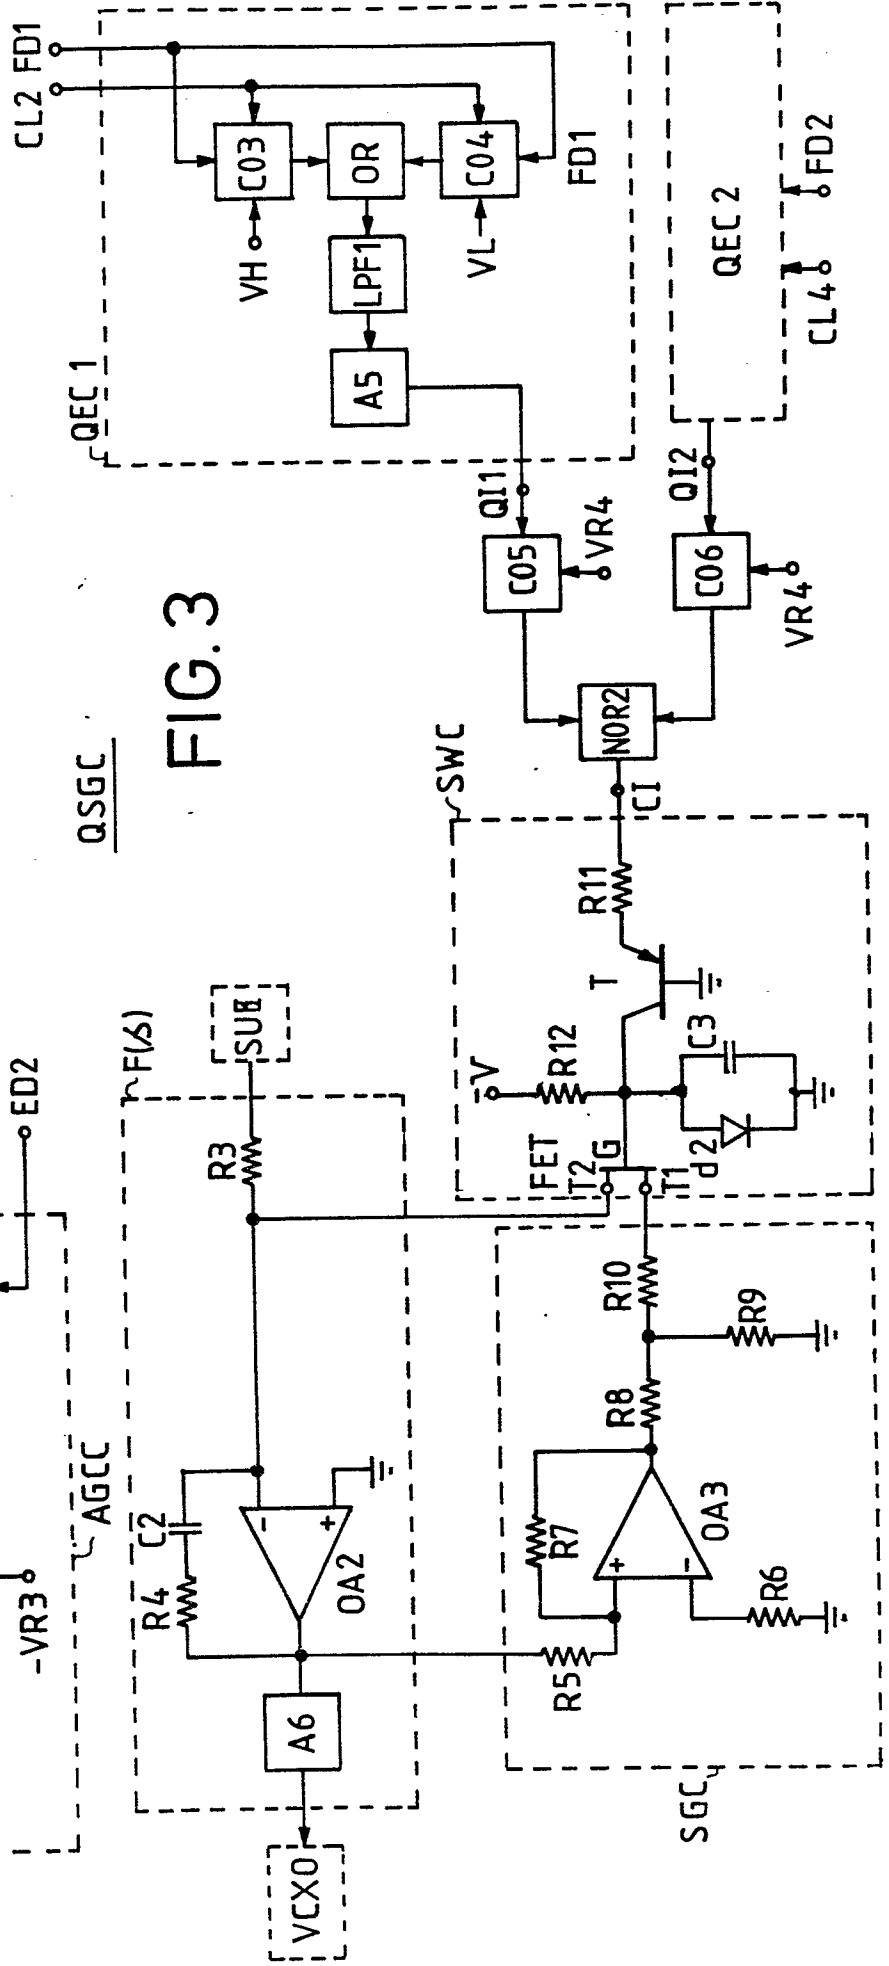 CL2
FD1
QEC 1
VH
C03
OR
LPF1
A5
VL
C04
FD1
QI1
C05
VR4
QEC 2
CL4
FD2
QI2
C06
VR4
NOR2
CI
FIG. 3
QSGC
SWC
R11
T
-V
R12
C3
d2
FET
T2
G
T1
F(s)
R3
ED2
AGCC
-VR3
C2
R4
-
+
OA2
A6
VCXO
SGC
R5
R7
+
-
OA3
R6
R8
R9
R10